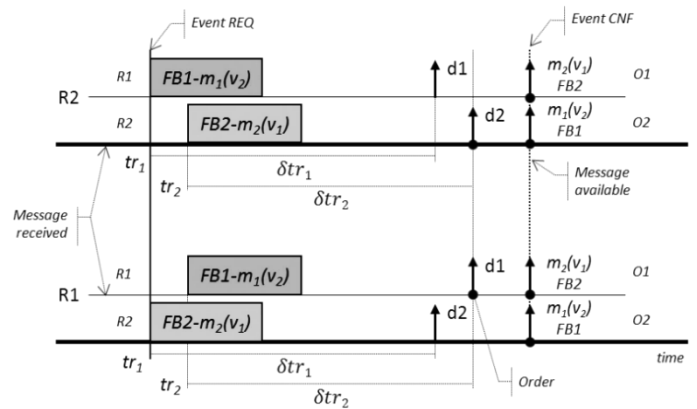 Event REQ
Event CNF
R1 FB1-m₁(v₂) d1 m₂(v₁) FB2 O1
R2
R2 FB2-m₂(v₁) d2 m₁(v₂) FB1 O2
tr₁ δtr₁
tr₂ δtr₂
Message available
Message received
R1 FB1-m₁(v₂) d1 m₂(v₁) FB2 O1
R1
R2 FB2-m₂(v₁) d2 m₁(v₂) FB1 O2
time
tr₁ δtr₁
tr₂ δtr₂
Order